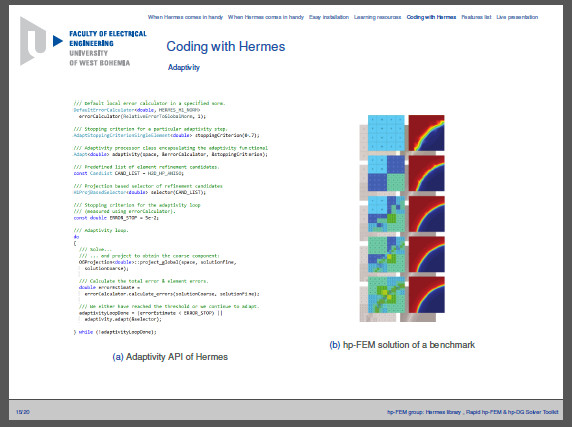 When Hermes comes in handy When Hermes comes in handy Easy installation Learning resources Coding with Hermes Features list Live presentation
FACULTY OF ELECTRICAL
ENGINEERING
UNIVERSITY
OF WEST BOHEMIA
Coding with Hermes
Adaptivity
/// Default local error calculator in a specified norm.
DefaultErrorCalculator<double, HERMES_H1_NORM>
errorCalculator(RelativeErrorToGlobalNorm, 1);
/// Stopping criterion for a particular adaptivity step.
AdaptStoppingCriterionSingleElement<double> stoppingCriterion(0.7);
/// Adaptivity processor class encapsulating the adaptivity functional
Adapt<double> adaptivity(space, &errorCalculator, &stoppingCriterion);
/// Predefined list of element refinement candidates.
const CandList CAND_LIST = H2D_HP_ANISO;
/// Projection based selector of refinement candidates
H1ProjBasedSelector<double> selector(CAND_LIST);
/// Stopping criterion for the adaptivity loop
/// (measured using errorCalculator).
const double ERROR_STOP = 5e-2;
/// Adaptivity loop.
do
{
/// Solve...
/// ... and project to obtain the coarse component:
OGProjection<double>::project_global(space, solutionFine,
solutionCoarse);
/// Calculate the total error & element errors.
double errorEstimate =
errorCalculator.calculate_errors(solutionCoarse, solutionFine);
/// We either have reached the threshold or we continue to adapt.
adaptivityLoopDone = (errorEstimate < ERROR_STOP) ||
adaptivity.adapt(&selector);
} while (!adaptivityLoopDone);
(a) Adaptivity API of Hermes
(b) hp-FEM solution of a benchmark
15/20
hp-FEM group: Hermes library , Rapid hp-FEM & hp-DG Solver Toolkit